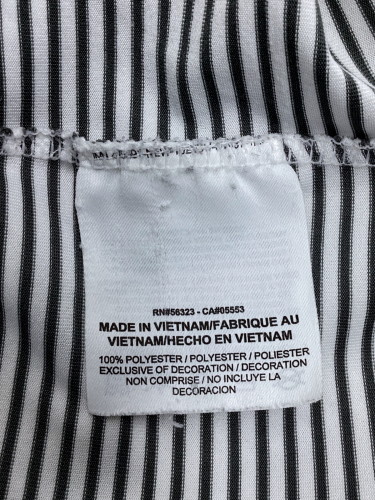 RN#56323 - CA#05553
MADE IN VIETNAM/FABRIQUE AU
VIETNAM/HECHO EN VIETNAM
100% POLYESTER / POLYESTER / POLIESTER
EXCLUSIVE OF DECORATION / DECORATION
NON COMPRISE / NO INCLUYE LA
DECORACION